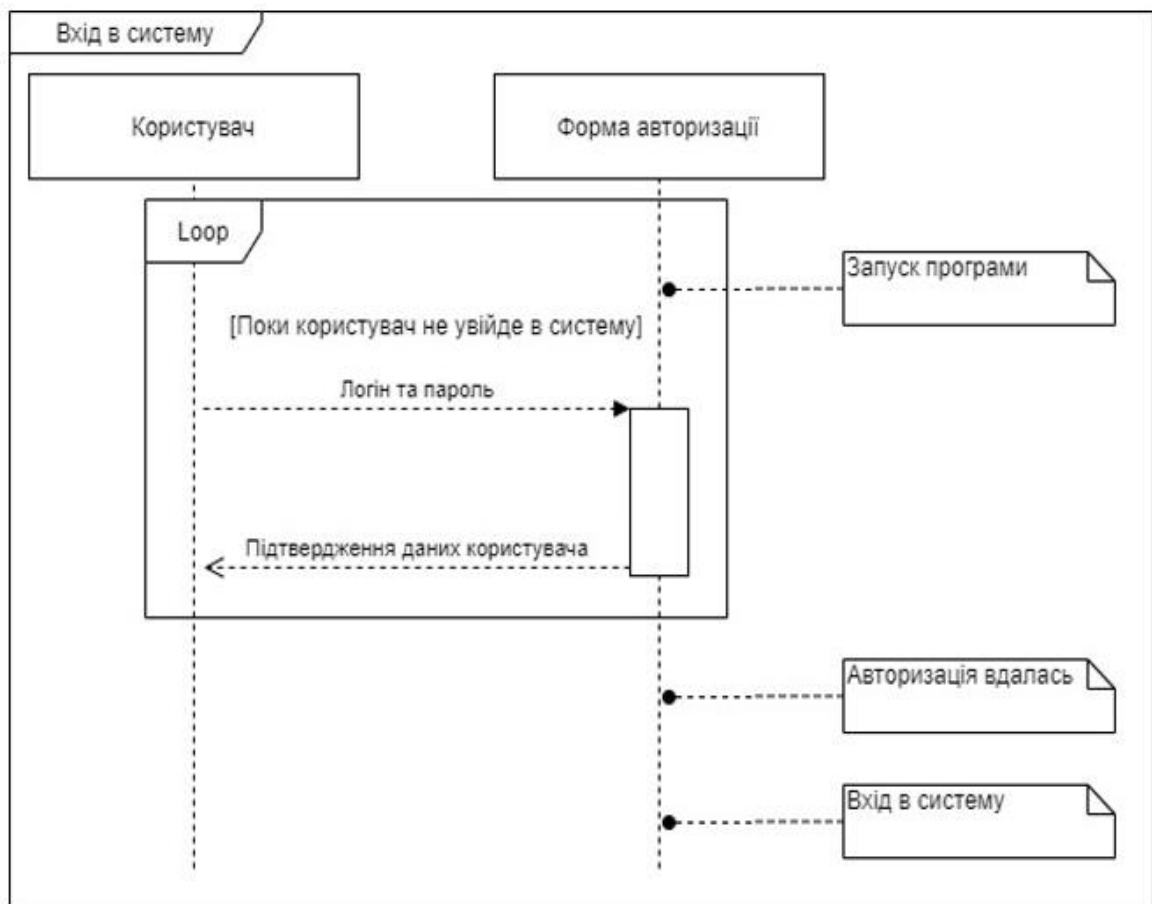 Вхід в систему
Користувач
Форма авторизації
Loop
Запуск програми
[Поки користувач не увійде в систему]
Логін та пароль
Підтвердження даних користувача
Авторизація вдалась
Вхід в систему